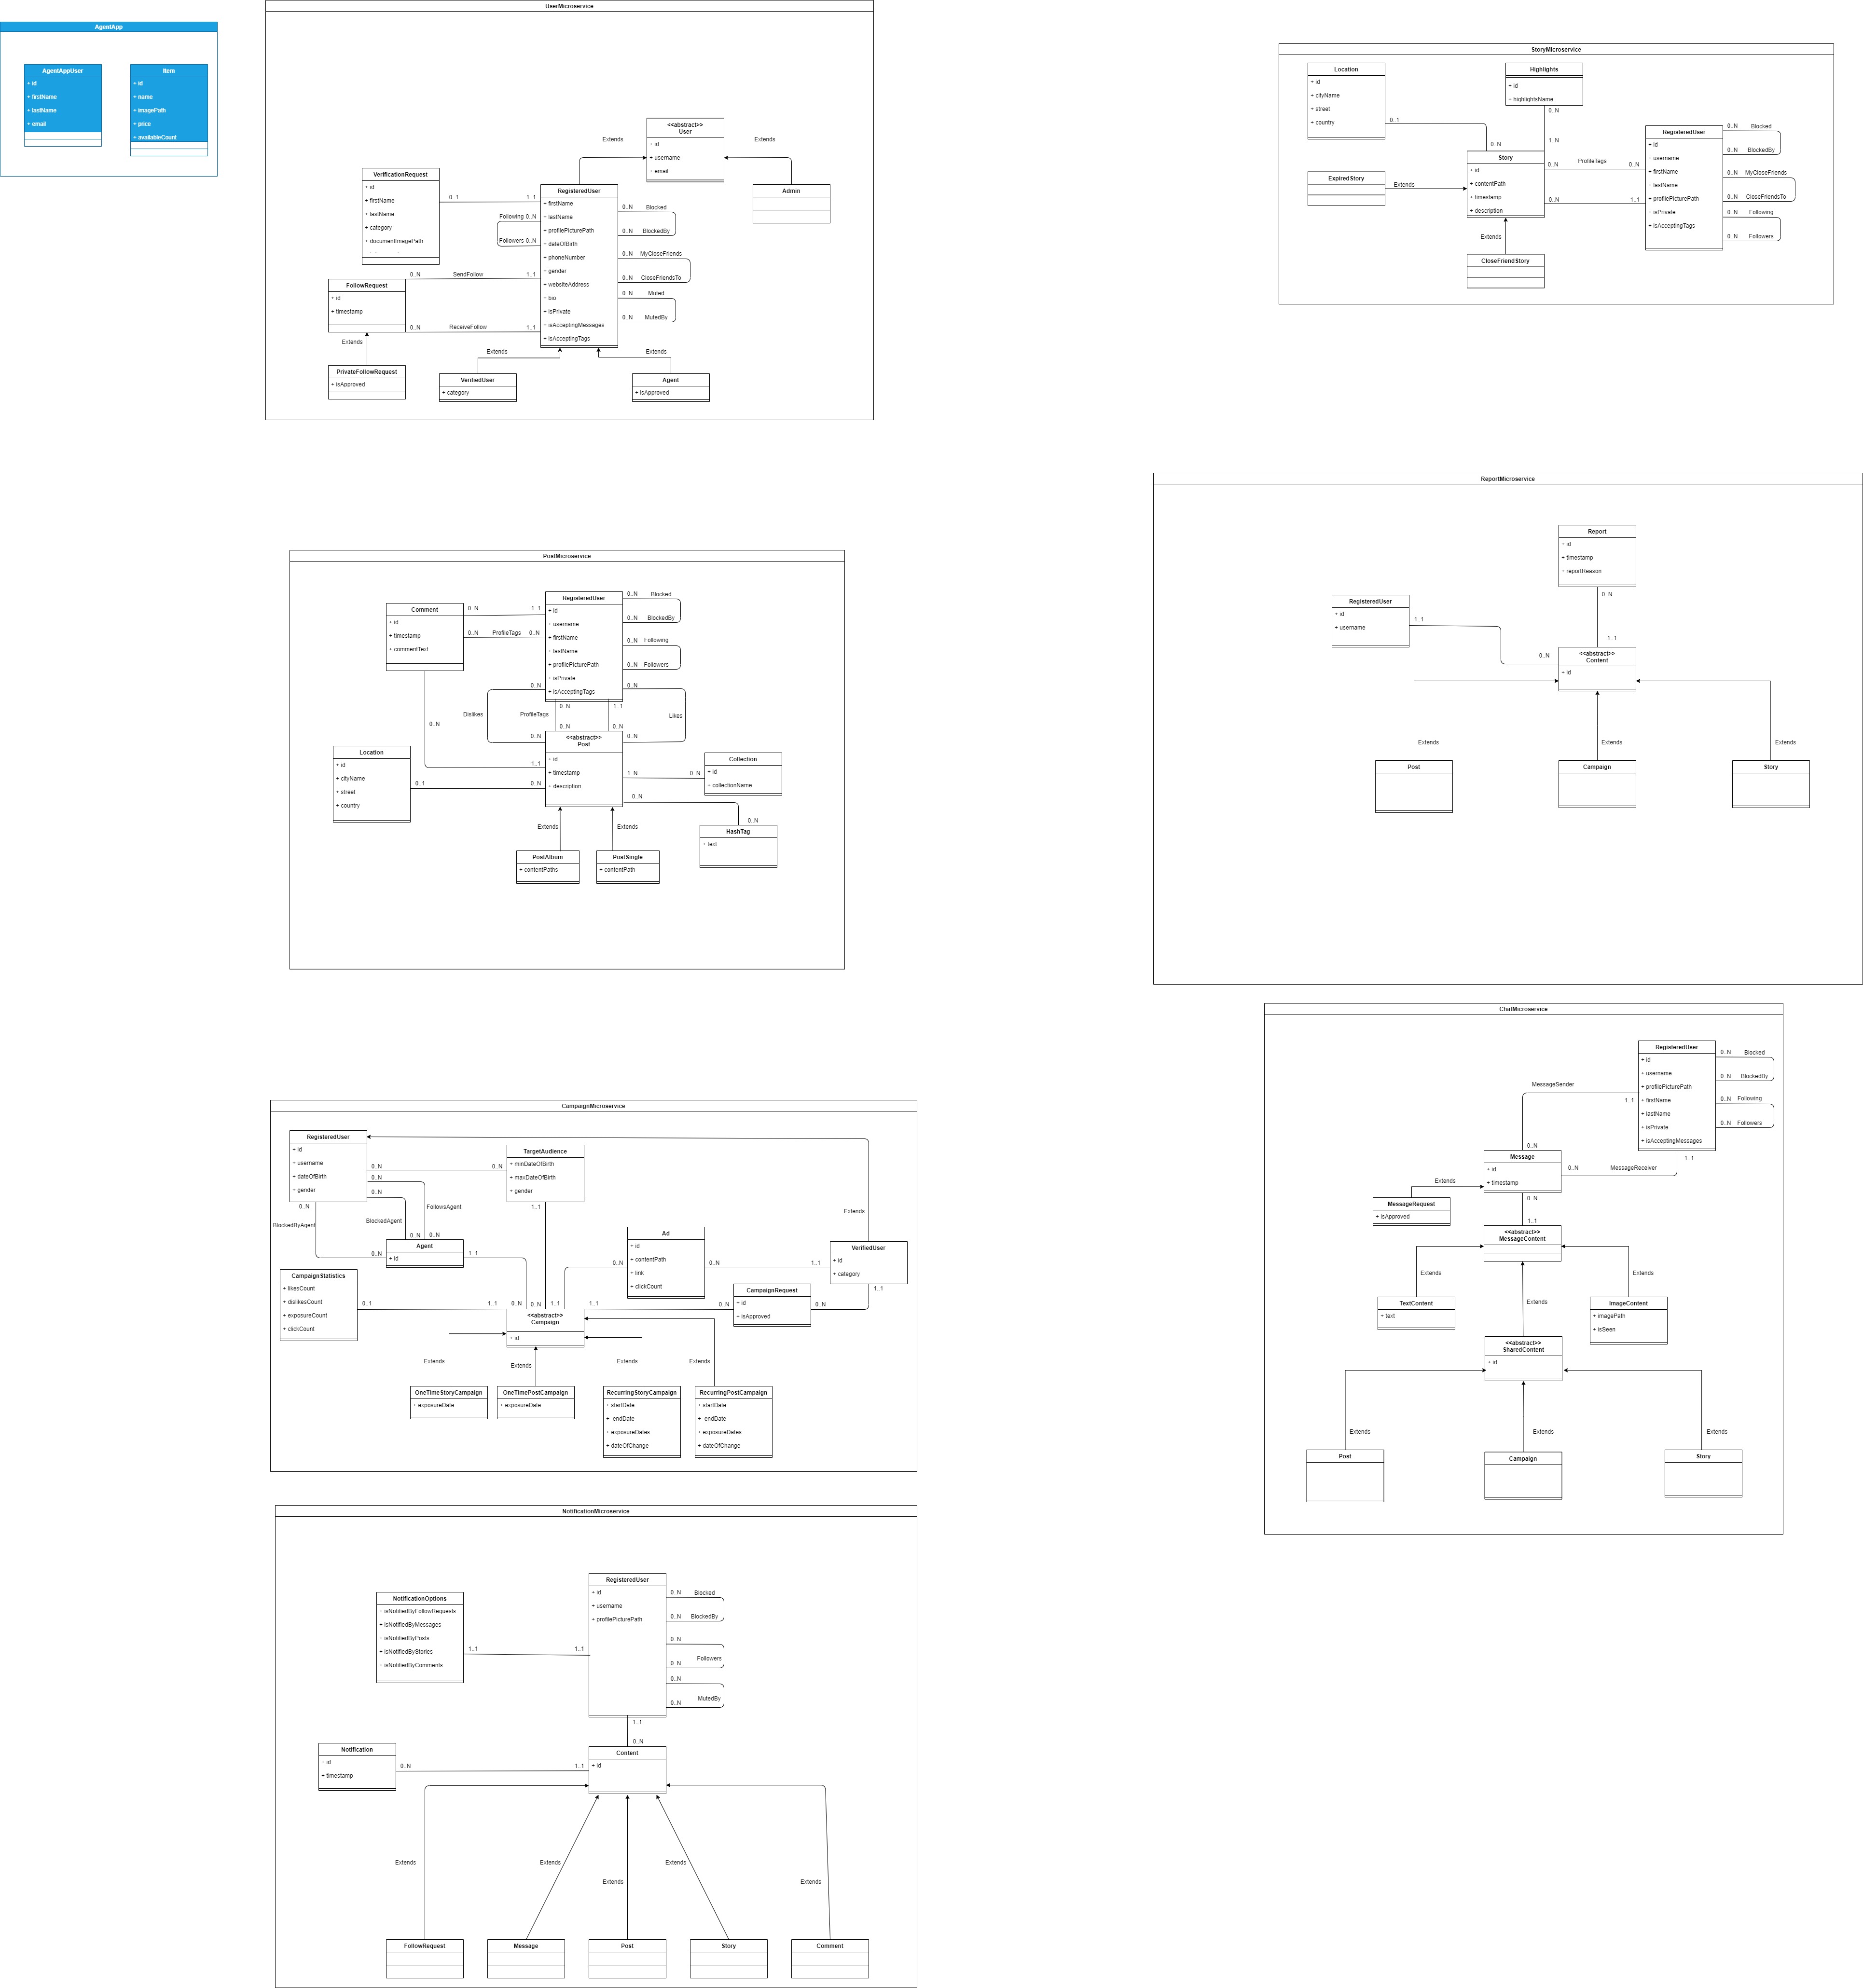 AgentApp
AgentAppUser
+ id
+ firstName
+ lastName
+ email
Item
+ id
+ name
+ imagePath
+ price
+ availableCount
UserMicroservice
<<abstract>>
User
+ id
+ username
+ email
Extends
Extends
Admin
VerificationRequest
+ id
+ firstName
+ lastName
+ category
+ documentImagePath
0..1
1..1
RegisteredUser
+ firstName
+ lastName
+ profilePicturePath
+ dateOfBirth
+ phoneNumber
+ gender
+ websiteAddress
+ bio
+ isPrivate
+ isAcceptingMessages
+ isAcceptingTags
Following 0..N
Followers 0..N
0..N Blocked
0..N BlockedBy
0..N MyCloseFriends
0..N CloseFriendsTo
0..N Muted
0..N MutedBy
FollowRequest
+ id
+ timestamp
0..N SendFollow 1..1
0..N ReceiveFollow 1..1
Extends
PrivateFollowRequest
+ isApproved
Extends
VerifiedUser
+ category
Extends
Agent
+ isApproved
StoryMicroservice
Location
+ id
+ cityName
+ street
+ country
0..1
0..N
Highlights
+ id
+ highlightsName
0..N
1..N
Story
+ id
+ contentPath
+ timestamp
+ description
0..N ProfileTags 0..N
0..N 1..1
RegisteredUser
+ id
+ username
+ firstName
+ lastName
+ profilePicturePath
+ isPrivate
+ isAcceptingTags
0..N Blocked
0..N BlockedBy
0..N MyCloseFriends
0..N CloseFriendsTo
0..N Following
0..N Followers
ExpiredStory
Extends
Extends
CloseFriendStory
ReportMicroservice
Report
+ id
+ timestamp
+ reportReason
0..N
1..1
RegisteredUser
+ id
+ username
1..1
0..N
<<abstract>>
Content
+ id
Extends
Extends
Extends
Post
Campaign
Story
PostMicroservice
Comment
+ id
+ timestamp
+ commentText
0..N 1..1
0..N ProfileTags 0..N
RegisteredUser
+ id
+ username
+ firstName
+ lastName
+ profilePicturePath
+ isPrivate
+ isAcceptingTags
0..N Blocked
0..N BlockedBy
0..N Following
0..N Followers
0..N
0..N
Dislikes
0..N
ProfileTags
0..N
0..N
1..1
0..N
0..N
Likes
0..N
0..N
1..1
<<abstract>>
Post
+ id
+ timestamp
+ description
Location
+ id
+ cityName
+ street
+ country
0..1 0..N
1..N 0..N
Collection
+ id
+ collectionName
0..N
0..N
HashTag
+ text
Extends
Extends
PostAlbum
+ contentPaths
PostSingle
+ contentPath
ChatMicroservice
RegisteredUser
+ id
+ username
+ profilePicturePath
+ firstName
+ lastName
+ isPrivate
+ isAcceptingMessages
0..N Blocked
0..N BlockedBy
0..N Following
0..N Followers
MessageSender
1..1
0..N
Message
+ id
+ timestamp
0..N MessageReceiver 1..1
Extends
MessageRequest
+ isApproved
0..N
1..1
<<abstract>>
MessageContent
Extends
Extends
Extends
TextContent
+ text
ImageContent
+ imagePath
+ isSeen
<<abstract>>
SharedContent
+ id
Extends
Extends
Extends
Post
Campaign
Story
CampaignMicroservice
RegisteredUser
+ id
+ username
+ dateOfBirth
+ gender
0..N 0..N
0..N
0..N
0..N
TargetAudience
+ minDateOfBirth
+ maxDateOfBirth
+ gender
1..1
FollowsAgent
BlockedAgent
BlockedByAgent
0..N
0..N
0..N
Agent
+ id
1..1
Ad
+ id
+ contentPath
+ link
+ clickCount
0..N
0..N 1..1
Extends
VerifiedUser
+ id
+ category
1..1
CampaignStatistics
+ likesCount
+ dislikesCount
+ exposureCount
+ clickCount
0..1
1..1 0..N 0..N 1..1 1..1
CampaignRequest
+ id
+ isApproved
0..N
0..N
<<abstract>>
Campaign
+ id
Extends
Extends
Extends
Extends
OneTimeStoryCampaign
+ exposureDate
OneTimePostCampaign
+ exposureDate
RecurringStoryCampaign
+ startDate
+ endDate
+ exposureDates
+ dateOfChange
RecurringPostCampaign
+ startDate
+ endDate
+ exposureDates
+ dateOfChange
NotificationMicroservice
NotificationOptions
+ isNotifiedByFollowRequests
+ isNotifiedByMessages
+ isNotifiedByPosts
+ isNotifiedByStories
+ isNotifiedByComments
1..1 1..1
RegisteredUser
+ id
+ username
+ profilePicturePath
0..N Blocked
0..N BlockedBy
0..N
Followers
0..N
0..N
MutedBy
0..N
1..1
0..N
Notification
+ id
+ timestamp
0..N 1..1
Content
+ id
Extends
Extends
Extends
Extends
Extends
FollowRequest
Message
Post
Story
Comment